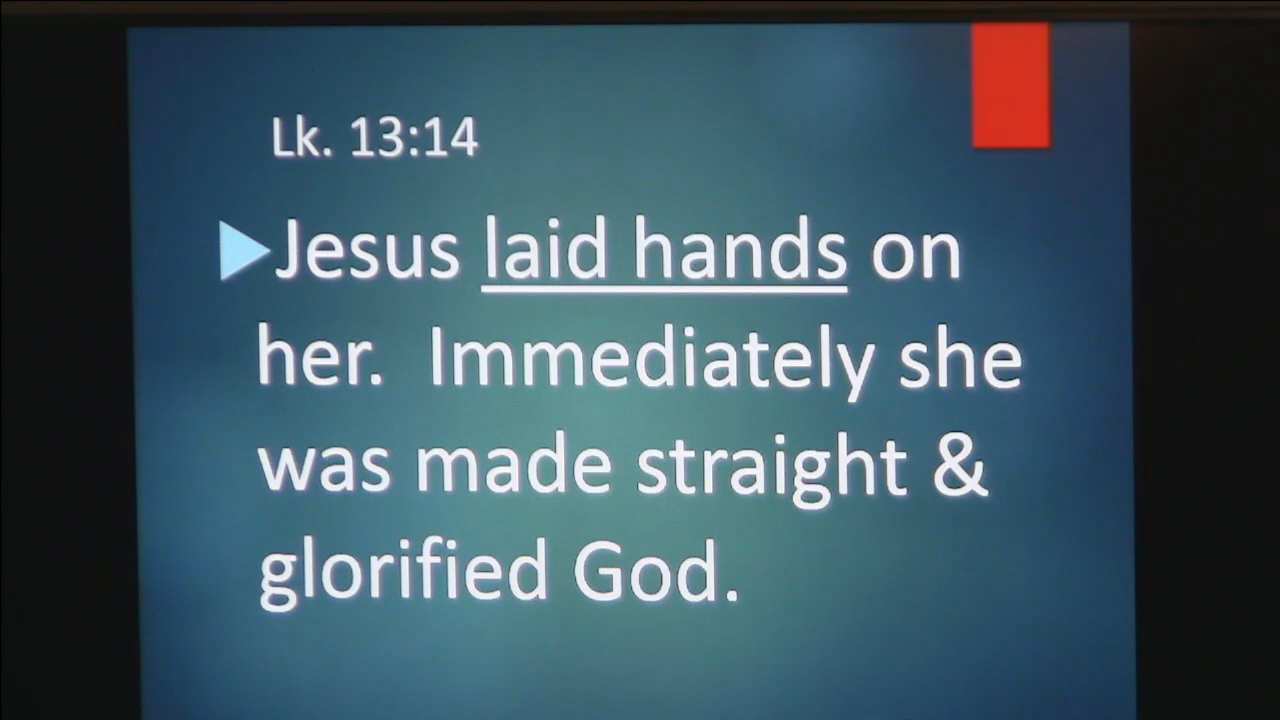 Lk. 13:14
Jesus laid hands on
her. Immediately she
was made straight &
glorified God.